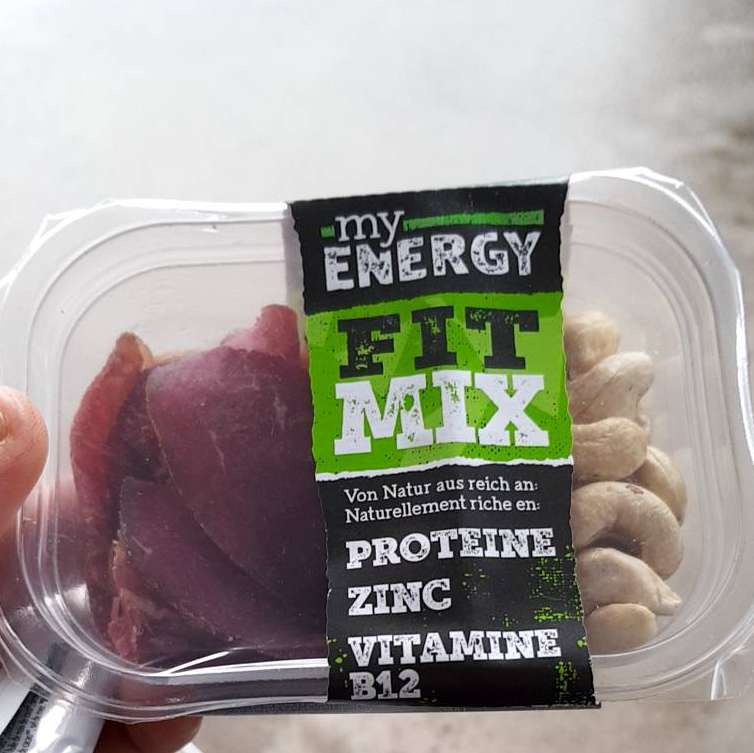 my
ENERGY
FIT
MIX
Von Natur aus reich an:
Naturellement riche en:
PROTEINE
ZINC
VITAMINE
B12